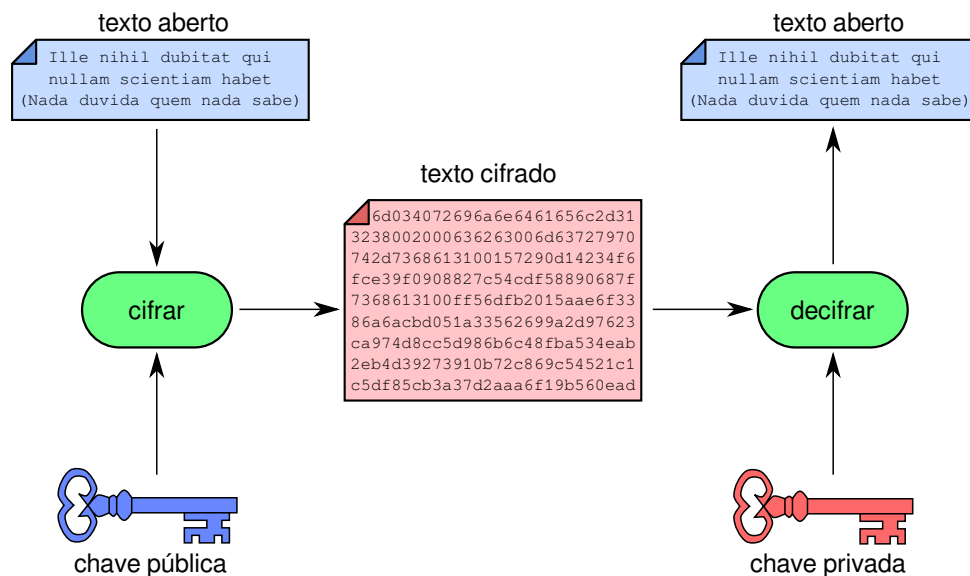 texto aberto
Ille nihil dubitat qui
nullam scientiam habet
(Nada duvida quem nada sabe)
texto aberto
Ille nihil dubitat qui
nullam scientiam habet
(Nada duvida quem nada sabe)
texto cifrado
6d034072696a6e6461656c2d31
3238002000636263006d63727970
742d7368613100157290d14234f6
fce39f0908827c54cdf58890687f
7368613100ff56dfb2015aae6f33
86a6acbd051a33562699a2d97623
ca974d8cc5d986b6c48fba534eab
2eb4d39273910b72c869c54521c1
c5df85cb3a37d2aaa6f19b560ead
cifrar
decifrar
chave pública
chave privada